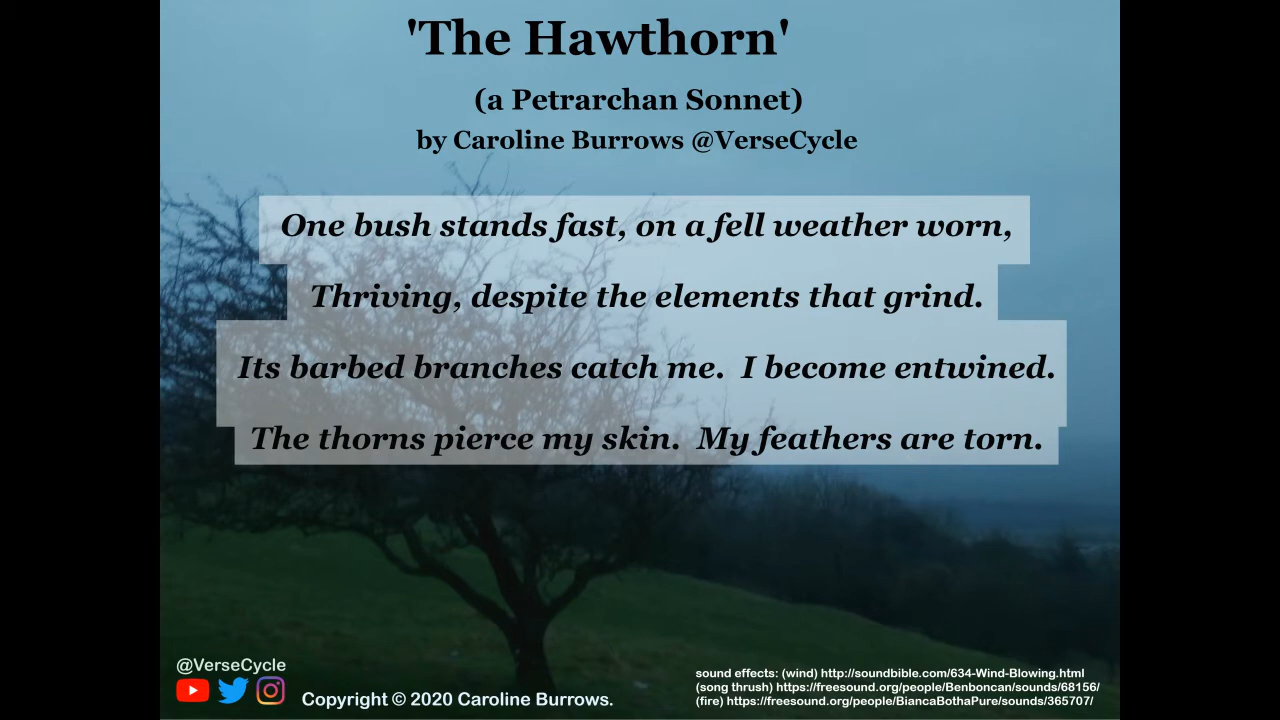 'The Hawthorn'
(a Petrarchan Sonnet)
by Caroline Burrows @VerseCycle
One bush stands fast, on a fell weather worn,
Thriving, despite the elements that grind.
Its barbed branches catch me.  I become entwined.
The thorns pierce my skin.  My feathers are torn.
@VerseCycle
Copyright © 2020 Caroline Burrows.
sound effects: (wind) http://soundbible.com/634-Wind-Blowing.html
(song thrush) https://freesound.org/people/Benboncan/sounds/68156/
(fire) https://freesound.org/people/BiancaBothaPure/sounds/365707/